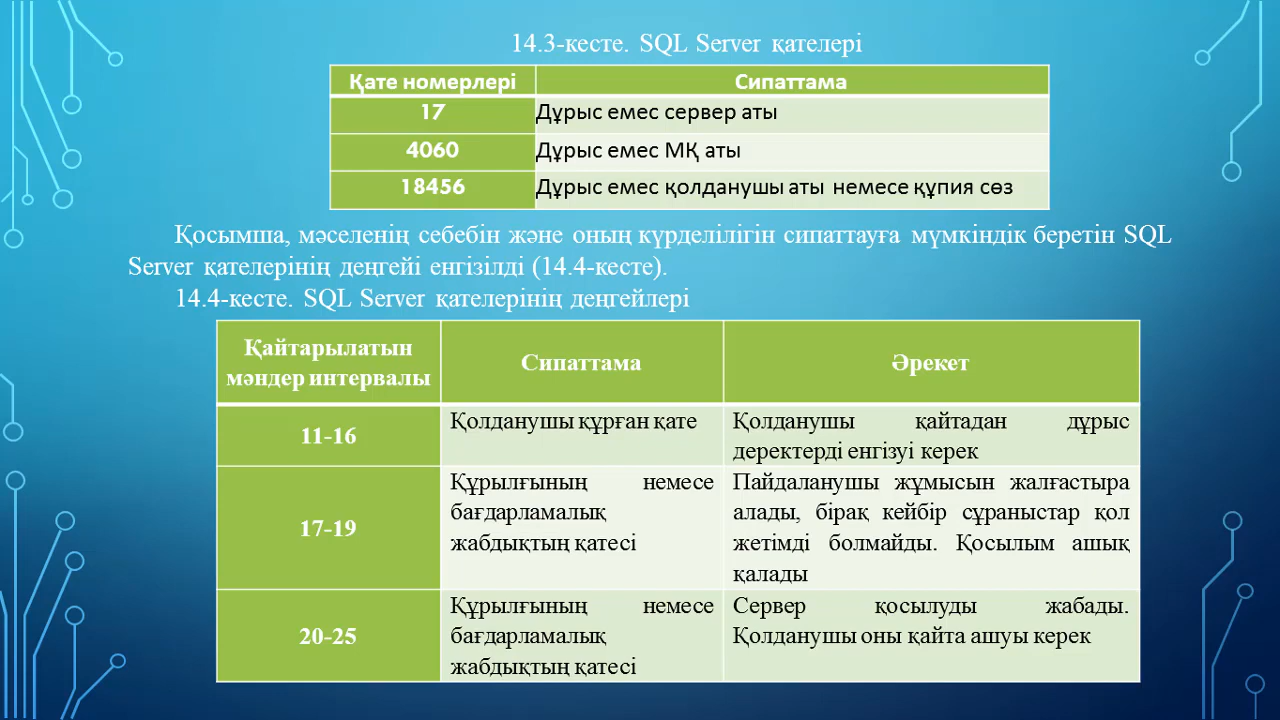 14.3-кесте. SQL Server қателері
Қате номерлері Сипаттама
17 Дұрыс емес сервер аты
4060 Дұрыс емес МҚ аты
18456 Дұрыс емес қолданушы аты немесе құпия сөз
Қосымша, мәселенің себебін және оның күрделілігін сипаттауға мүмкіндік беретін SQL
Server қателерінің деңгейі енгізілді (14.4-кесте).
14.4-кесте. SQL Server қателерінің деңгейлері
Қайтарылатын
мәндер интервалы
Сипаттама
Әрекет
11-16
Қолданушы құрған қате
Қолданушы қайтадан дұрыс
деректерді енгізуі керек
17-19
Құрылғының немесе
бағдарламалық
жабдықтың қатесі
Пайдаланушы жұмысын жалғастыра
алады, бірақ кейбір сұраныстар қол
жетімді болмайды. Қосылым ашық
қалады
20-25
Құрылғының немесе
бағдарламалық
жабдықтың қатесі
Сервер қосылуды жабады.
Қолданушы оны қайта ашуы керек